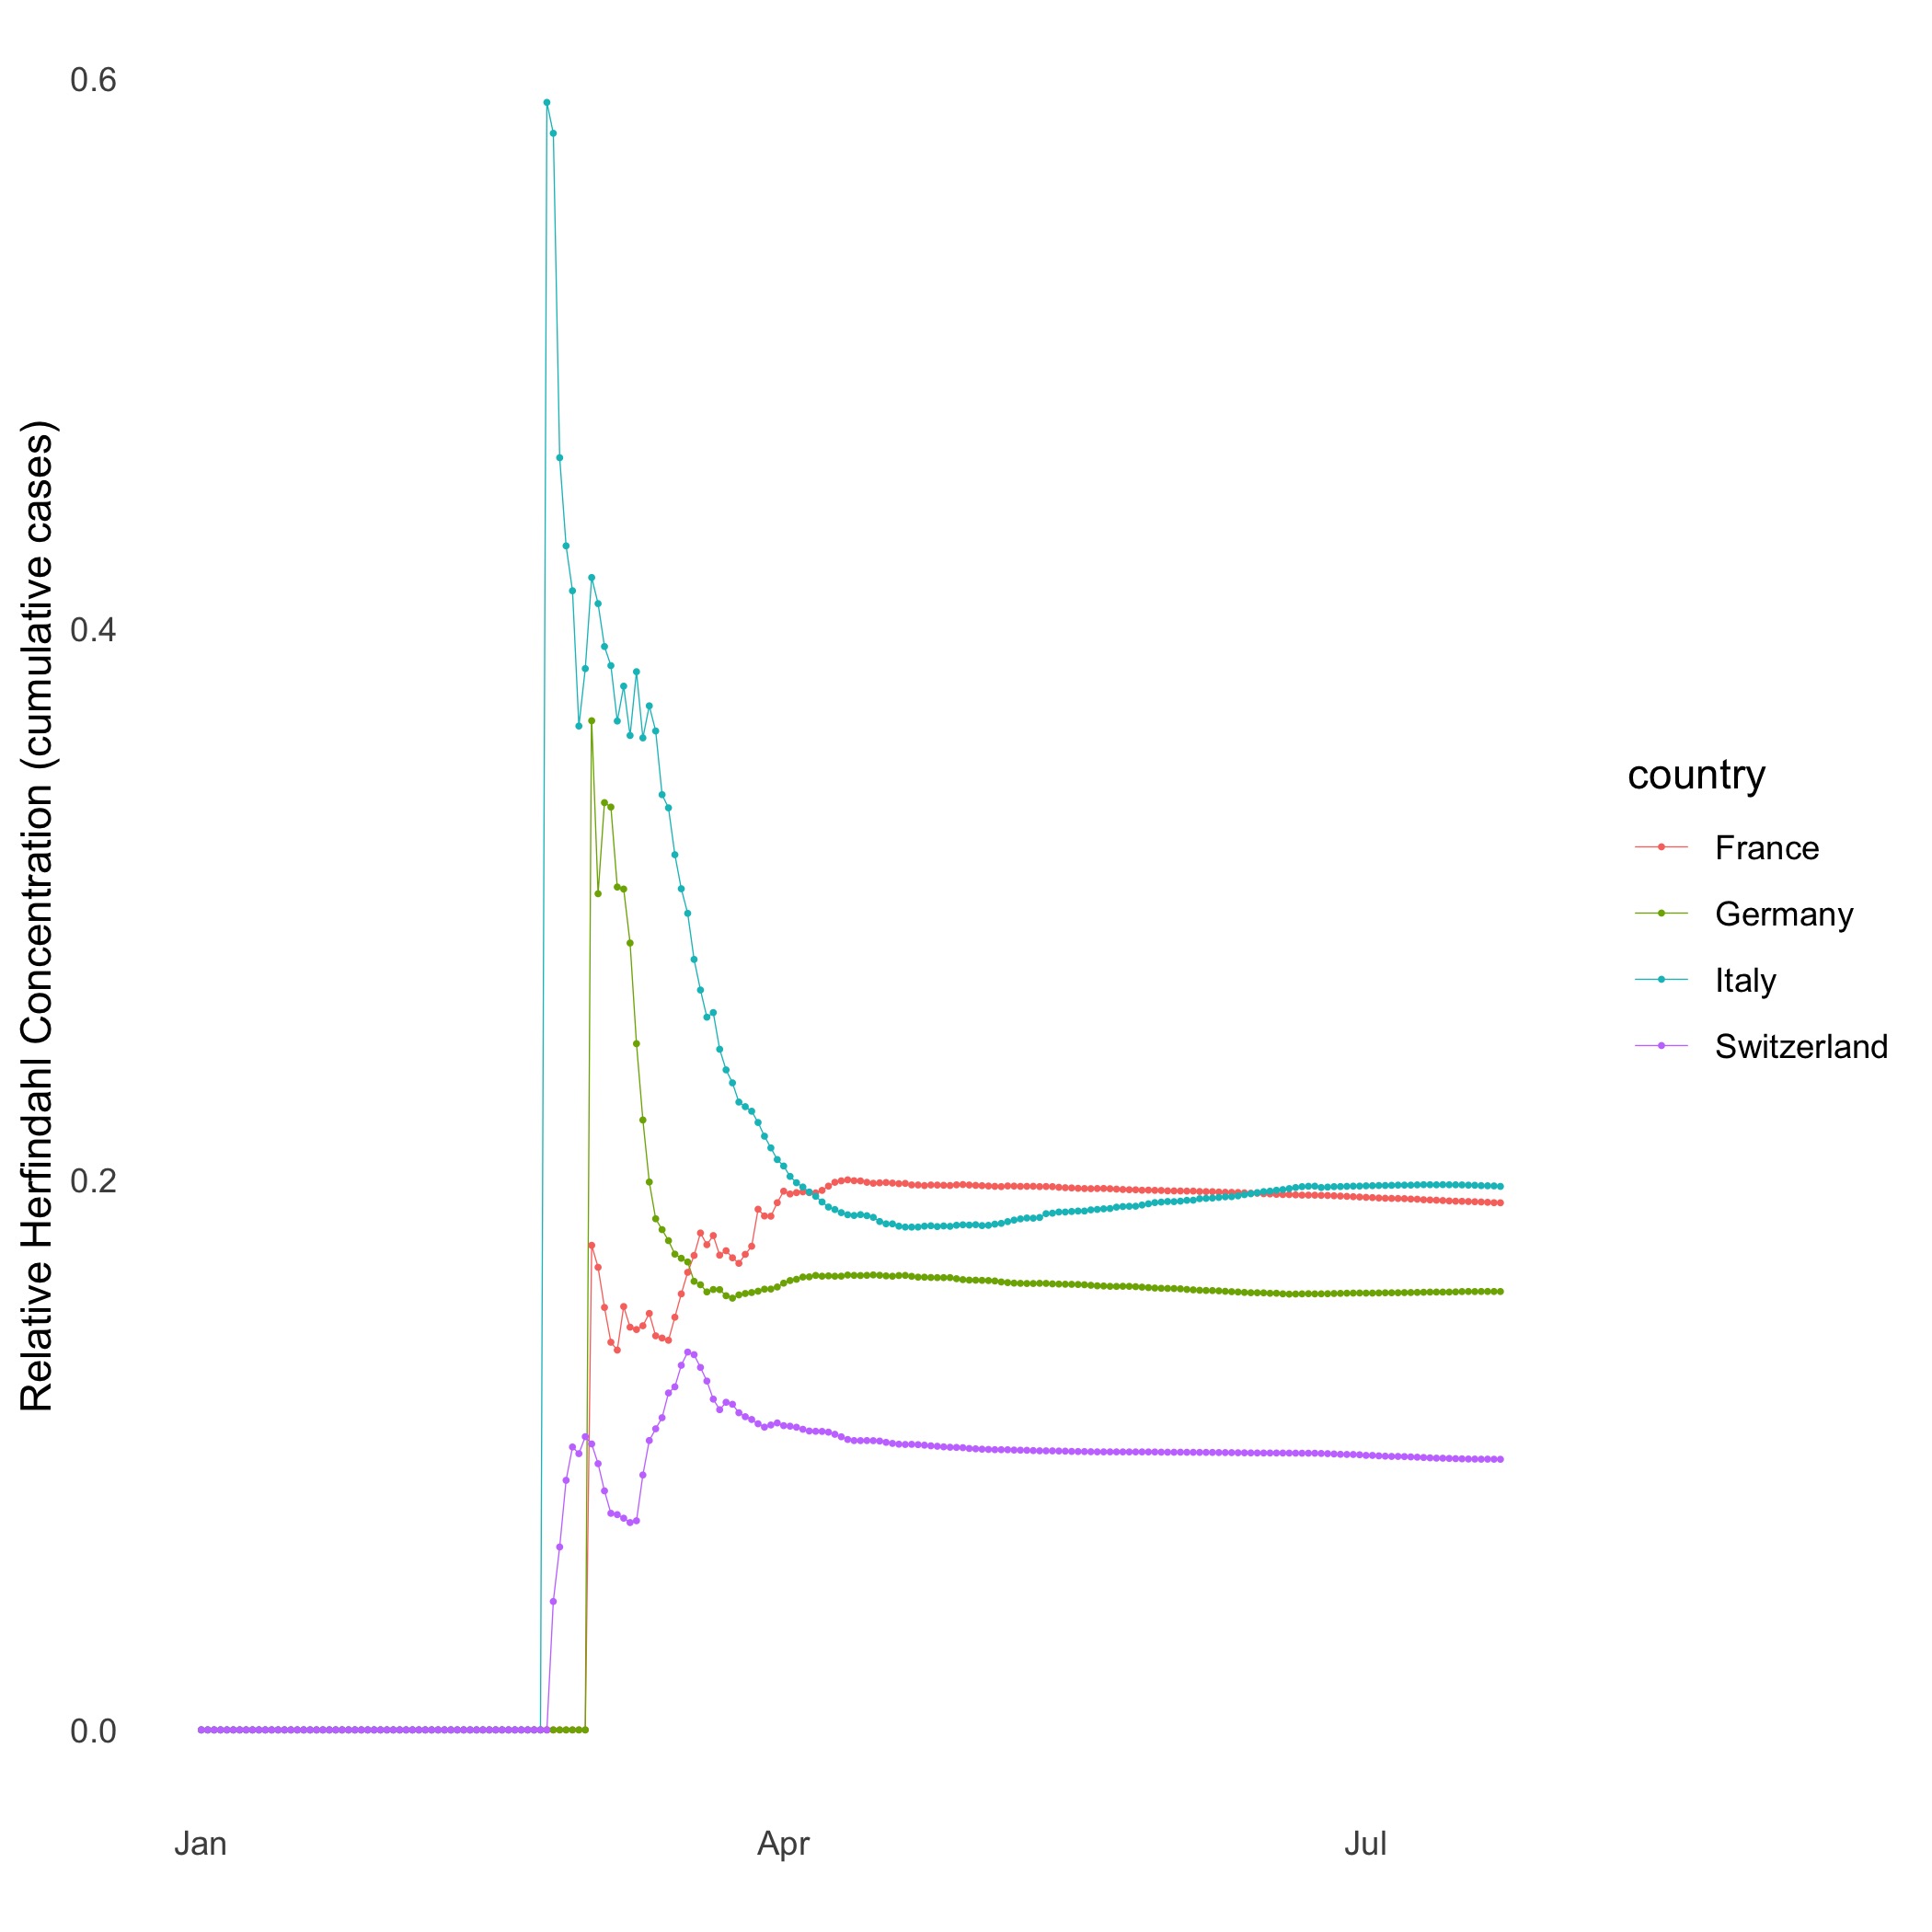 0.6
0.4
0.2
0.0
Relative Herfindahl Concentration (cumulative cases)
Jan
Apr
Jul
country
France
Germany
Italy
Switzerland